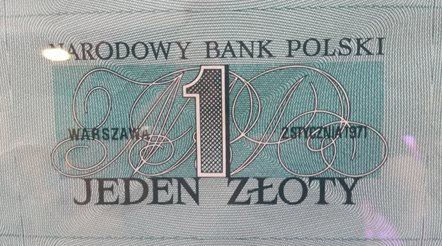 NARODOWY BANK POLSKI
1
WARSZAWA 2 STYCZNIA 1971
JEDEN ZŁOTY